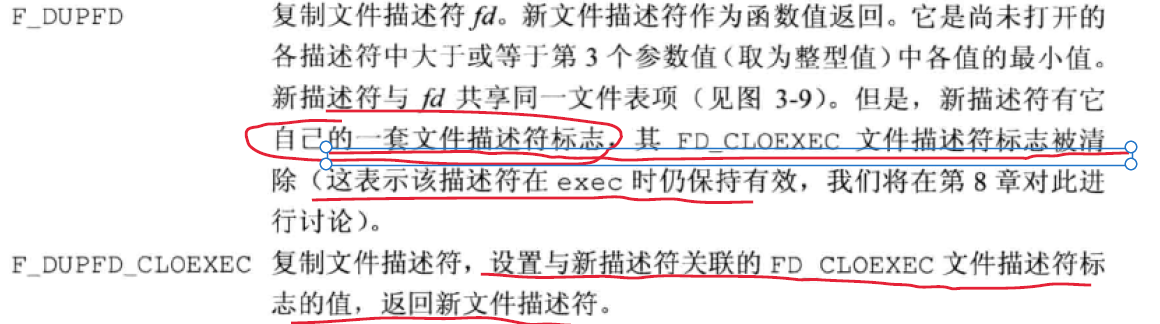 F_DUPFD 复制文件描述符 fd。新文件描述符作为函数值返回。它是尚未打开的
各描述符中大于或等于第 3 个参数值（取为整型值）中各值的最小值。
新描述符与 fd 共享同一文件表项（见图 3-9）。但是，新描述符有它
自己的一套文件描述符标志，其 FD_CLOEXEC 文件描述符标志被清
除（这表示该描述符在 exec 时仍保持有效，我们将在第 8 章对此进
行讨论）。
F_DUPFD_CLOEXEC 复制文件描述符，设置与新描述符关联的 FD_CLOEXEC 文件描述符标
志的值，返回新文件描述符。